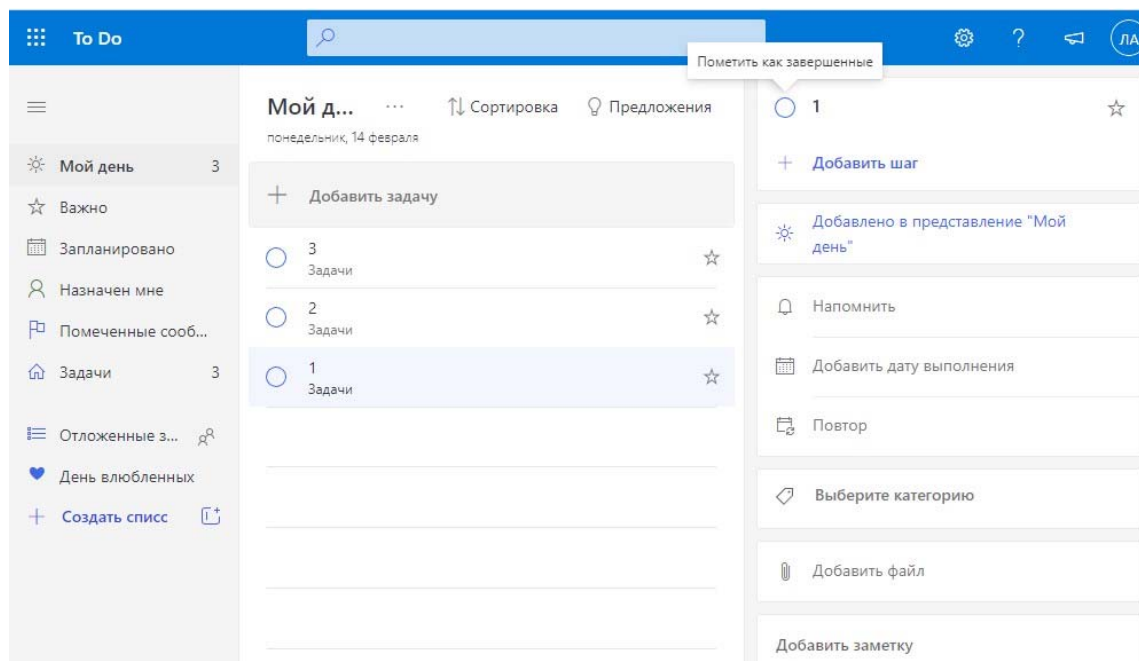 To Do
Пометить как завершенные
Мой день 3
Важно
Запланировано
Назначен мне
Помеченные сооб...
Задачи 3
Отложенные з...
День влюбленных
Создать списс
Мой д... ... Сортировка Предложения
понедельник, 14 февраля
Добавить задачу
3
Задачи
2
Задачи
1
Задачи
ЛА
1
Добавить шаг
Добавлено в представление "Мой
день"
Напомнить
Добавить дату выполнения
Повтор
Выберите категорию
Добавить файл
Добавить заметку